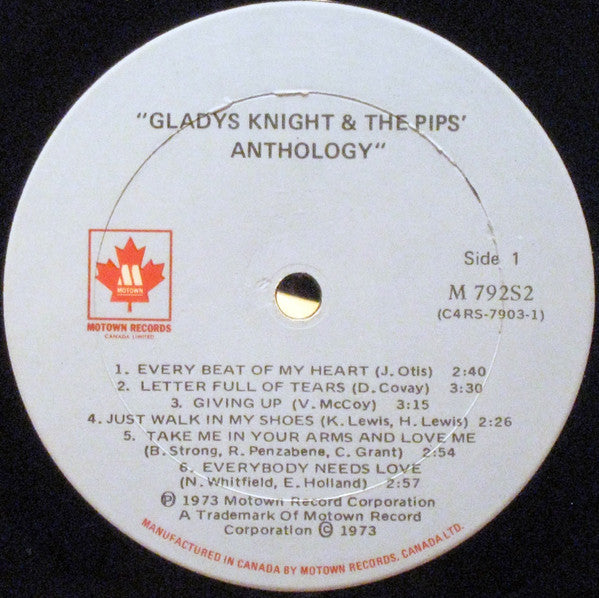 "GLADYS KNIGHT & THE PIPS'
ANTHOLOGY"
M
MOTOWN
MOTOWN RECORDS
CANADA LIMITED
Side 1
M 792S2
(C4RS-7903-1)
1. EVERY BEAT OF MY HEART (J. Otis) 2:40
2. LETTER FULL OF TEARS (D. Covay) 3:30
3. GIVING UP (V. McCoy) 3:15
4. JUST WALK IN MY SHOES (K. Lewis, H. Lewis) 2:26
5. TAKE ME IN YOUR ARMS AND LOVE ME
(B. Strong, R. Penzabene, C. Grant) 2:54
6. EVERYBODY NEEDS LOVE
(N. Whitfield, E. Holland) 2:57
Ⓟ 1973 Motown Record Corporation
A Trademark Of Motown Record
Corporation © 1973
MANUFACTURED IN CANADA BY MOTOWN RECORDS, CANADA LTD.